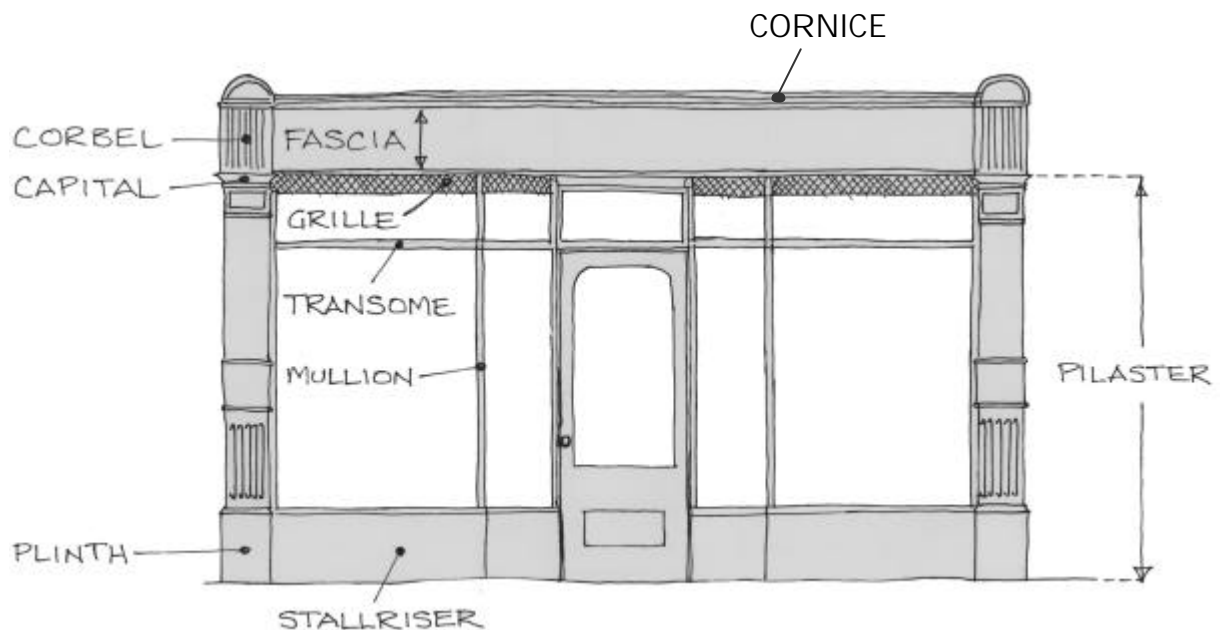 CORNICE
CORBEL
FASCIA
CAPITAL
GRILLE
TRANSOME
MULLION
PILASTER
PLINTH
STALLRISER